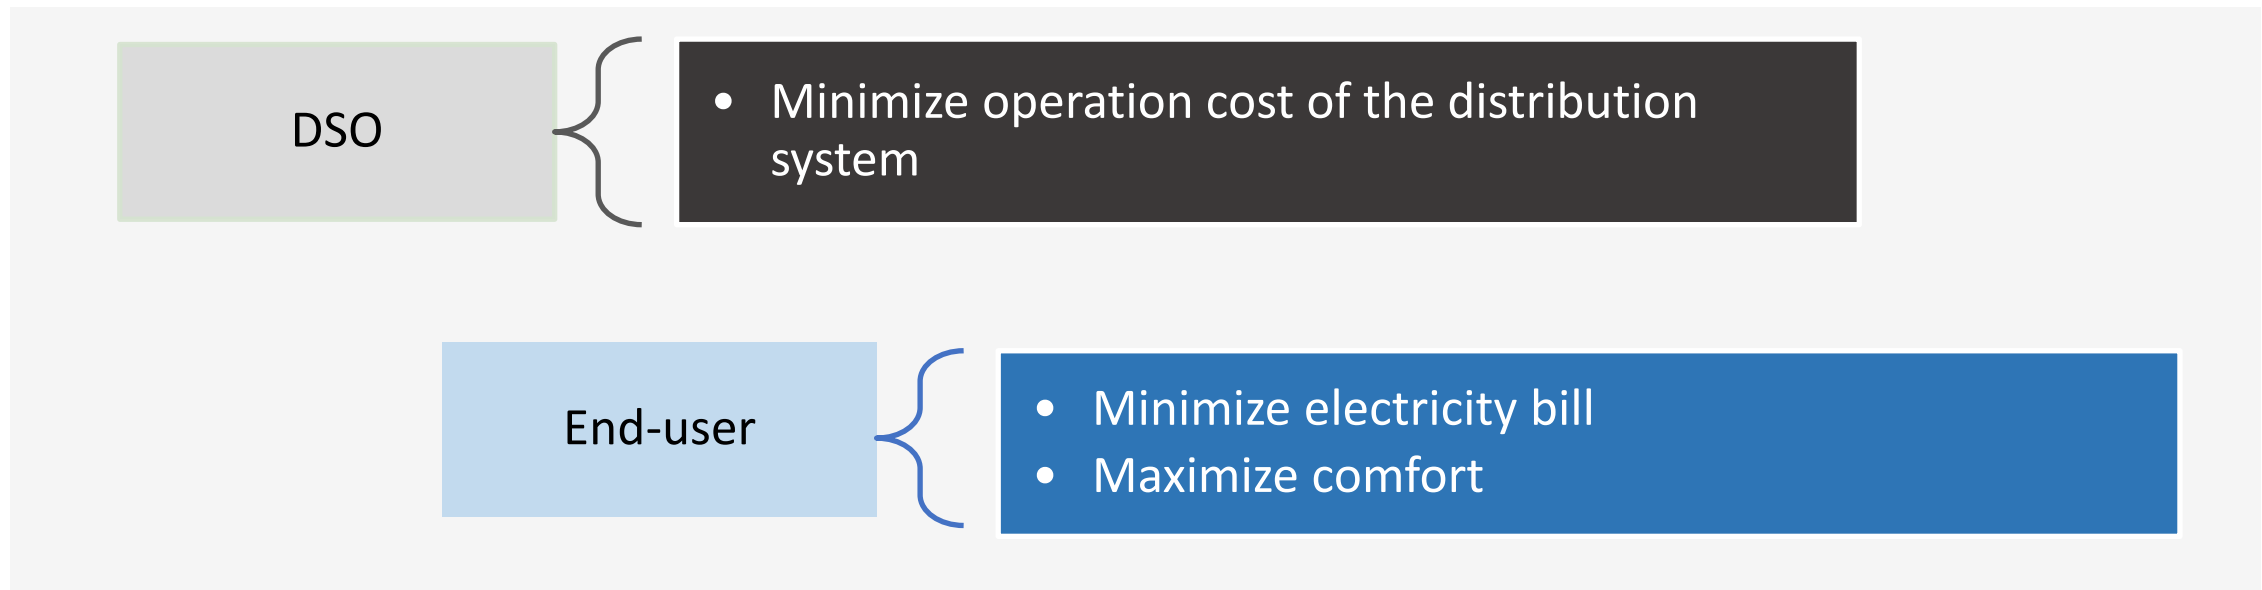 DSO
• Minimize operation cost of the distribution
system
End-user
• Minimize electricity bill
• Maximize comfort